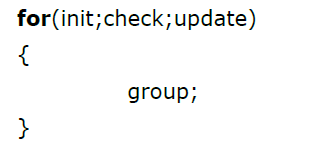 for(init;check;update)
{
group;
}